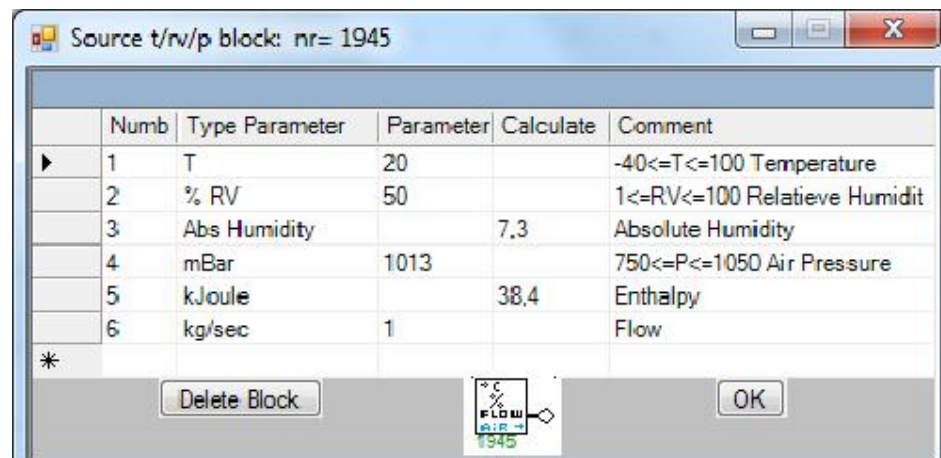 Source t/rv/p block: nr= 1945
Numb Type Parameter Parameter Calculate Comment
1 T 20 -40<=T<=100 Temperature
2 % RV 50 1<=RV<=100 Relatieve Humidit
3 Abs Humidity 7,3 Absolute Humidity
4 mBar 1013 750<=P<=1050 Air Pressure
5 kJoule 38,4 Enthalpy
6 kg/sec 1 Flow
Delete Block
°C
%
FLOW
AiR
1945
OK